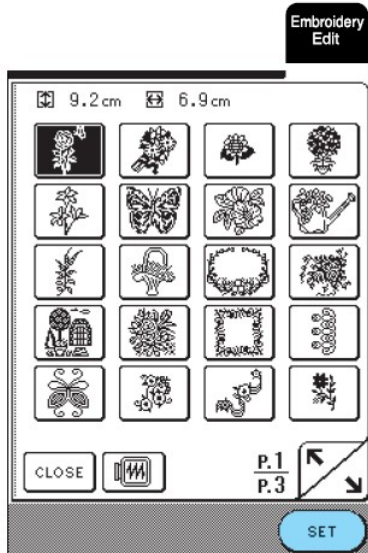 Embroidery
Edit
9.2cm 6.9cm
CLOSE
P.1
P.3
SET